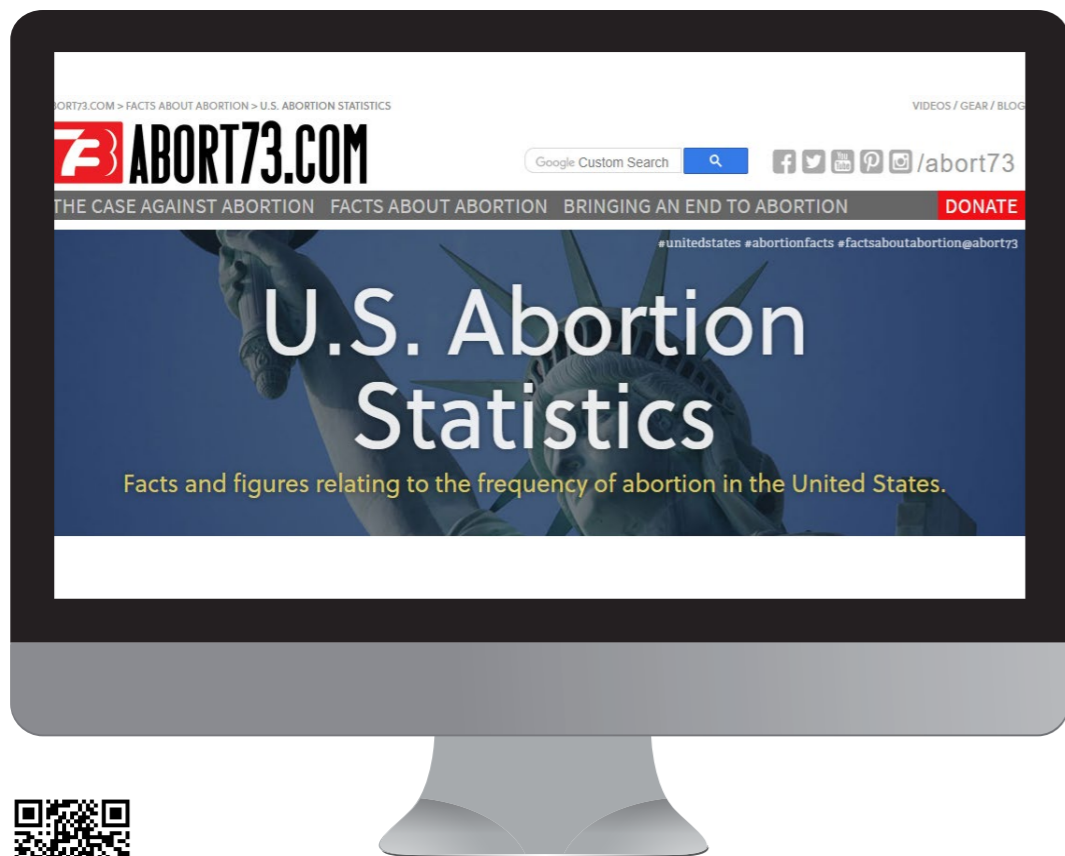 ORT73.COM > FACTS ABOUT ABORTION > U.S. ABORTION STATISTICS
VIDEOS / GEAR / BLOG
73 ABORT73.COM
Google Custom Search
You Tube
/abort73
THE CASE AGAINST ABORTION FACTS ABOUT ABORTION BRINGING AN END TO ABORTION DONATE
#unitedstates #abortionfacts #factsaboutabortion@abort73
U.S. Abortion
Statistics
Facts and figures relating to the frequency of abortion in the United States.